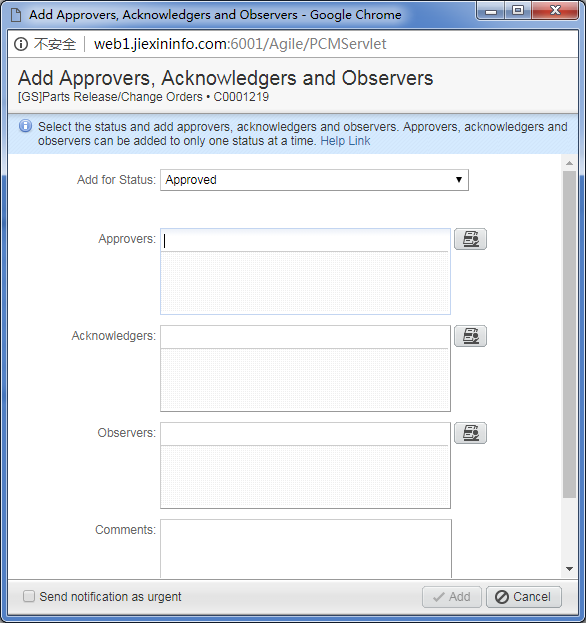 Add Approvers, Acknowledgers and Observers - Google Chrome
不安全 web1.jiexininfo.com:6001/Agile/PCMServlet
Add Approvers, Acknowledgers and Observers
[GS]Parts Release/Change Orders • C0001219
Select the status and add approvers, acknowledgers and observers. Approvers, acknowledgers and
observers can be added to only one status at a time. Help Link
Add for Status: Approved
Approvers:
Acknowledgers:
Observers:
Comments:
Send notification as urgent Add Cancel